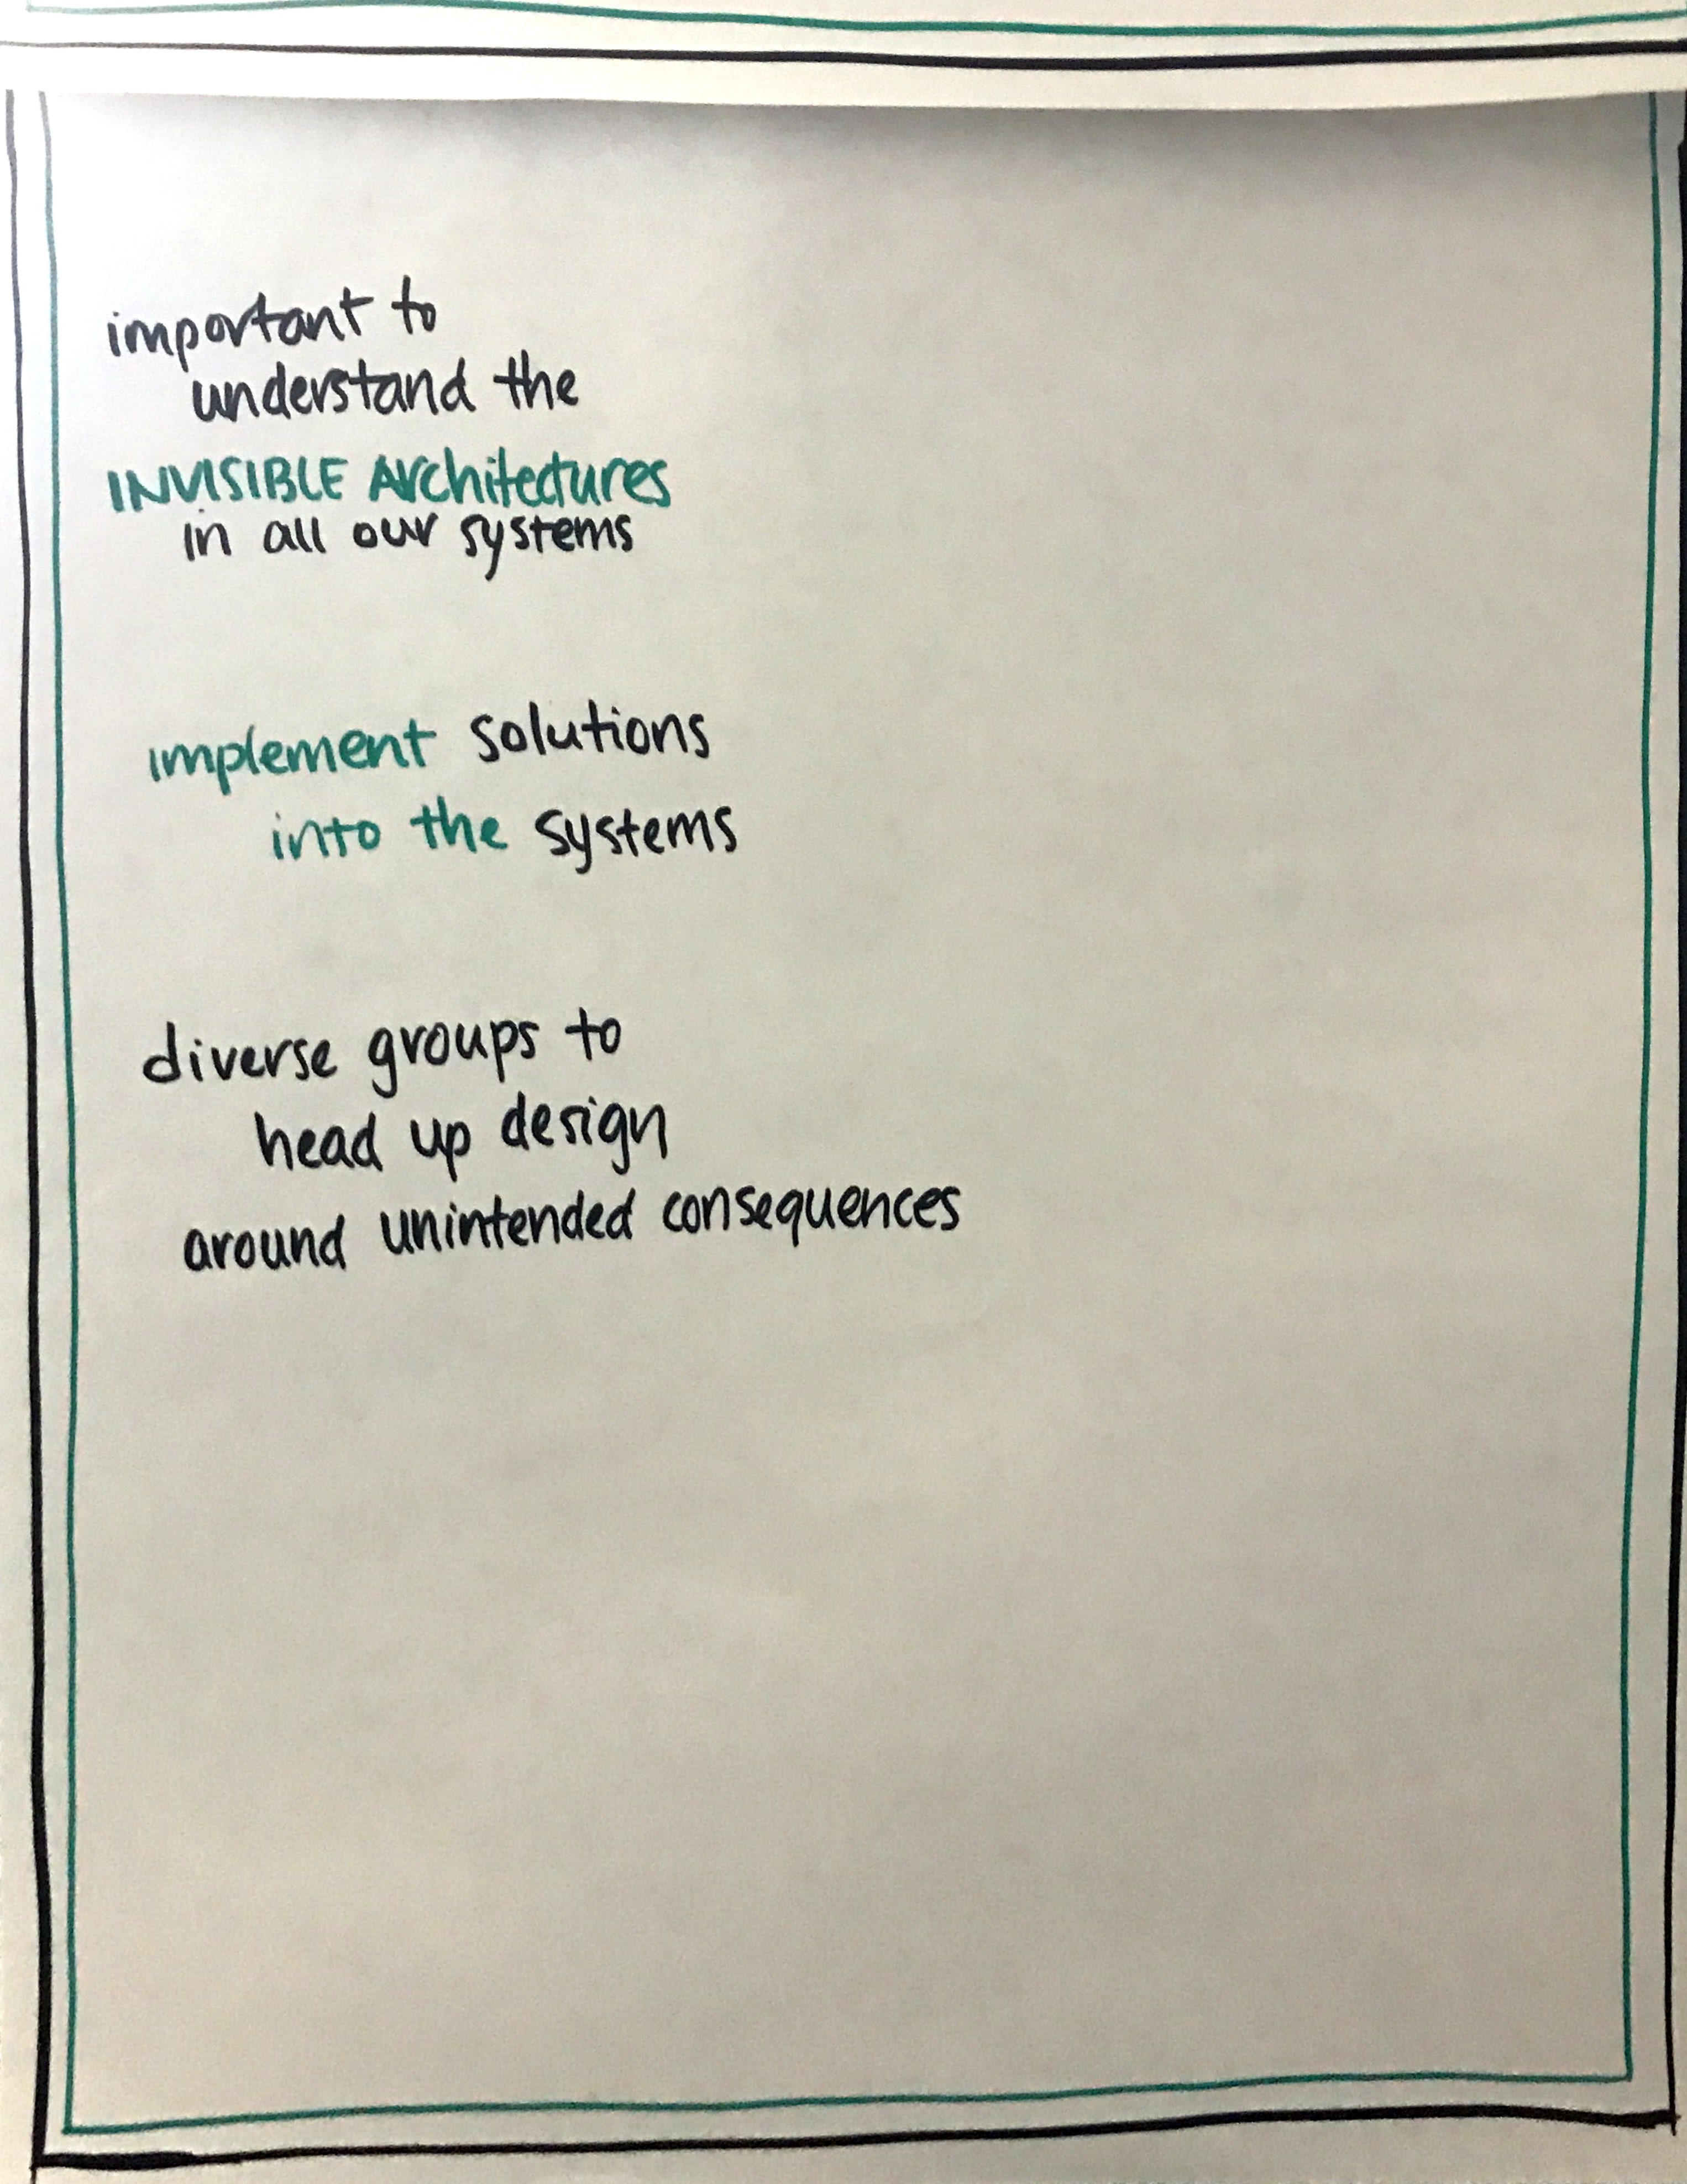 important to
understand the
INVISIBLE Architectures
in all our systems
implement solutions
into the systems
diverse groups to
head up design
around unintended consequences